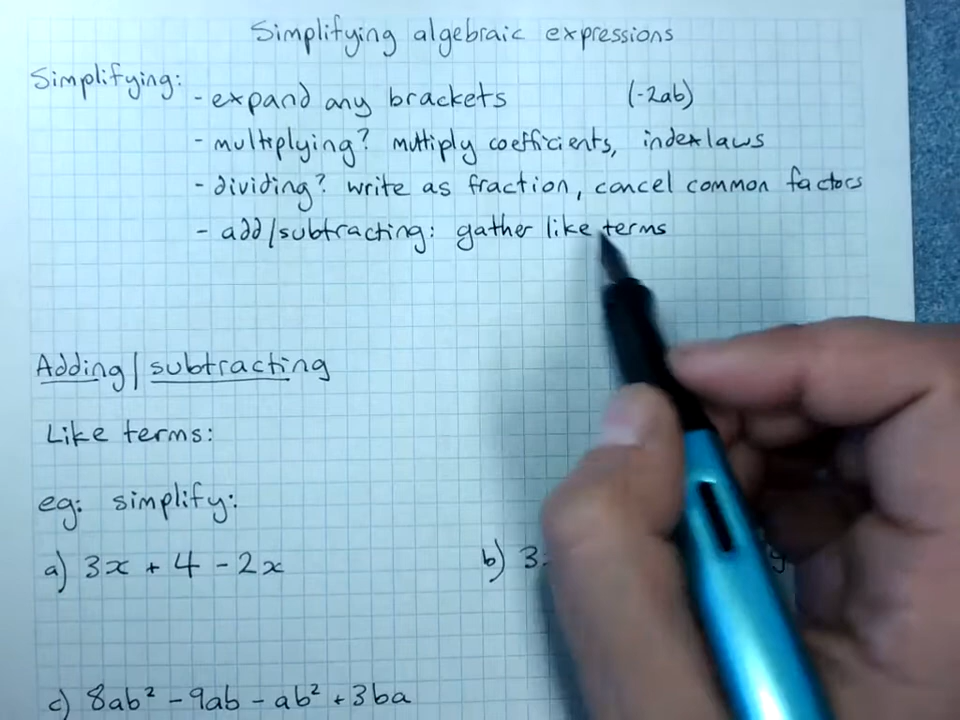 Simplifying algebraic expressions
Simplifying:
- expand any brackets (-2ab)
- multiplying? multiply coefficients, index laws
- dividing? write as fraction, cancel common factors
- add/subtracting: gather like terms
Adding/subtracting
Like terms:
eg: simplify:
a) 3x + 4 - 2x b) 3
c) 8ab² - 9ab - ab² + 3ba